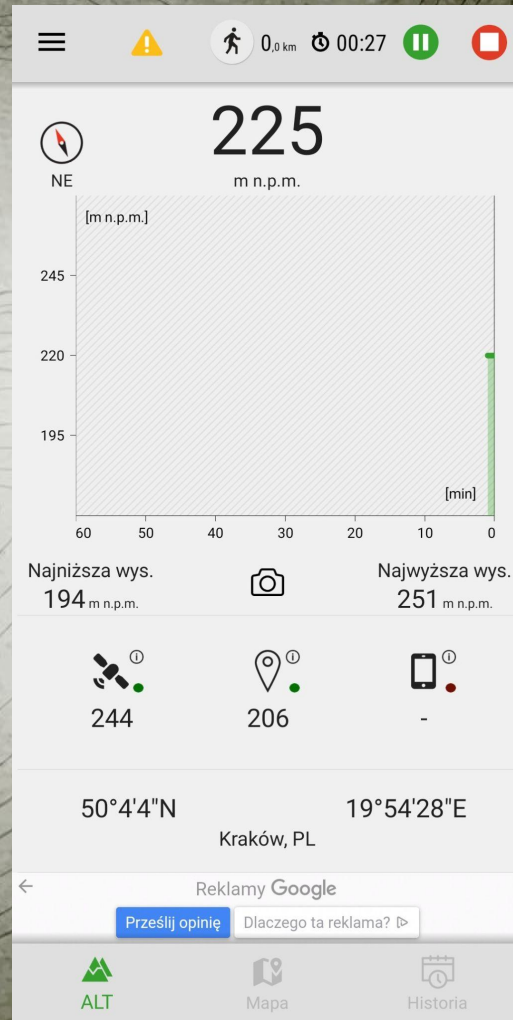 0,0 km 00:27
225
NE
m n.p.m.
[m n.p.m.]
245
220
195
[min]
60 50 40 30 20 10 0
Najniższa wys. Najwyższa wys.
194 m n.p.m. 251 m n.p.m.
244 206 -
50°4'4"N 19°54'28"E
Kraków, PL
Reklamy Google
Prześlij opinię Dlaczego ta reklama?
ALT Mapa Historia